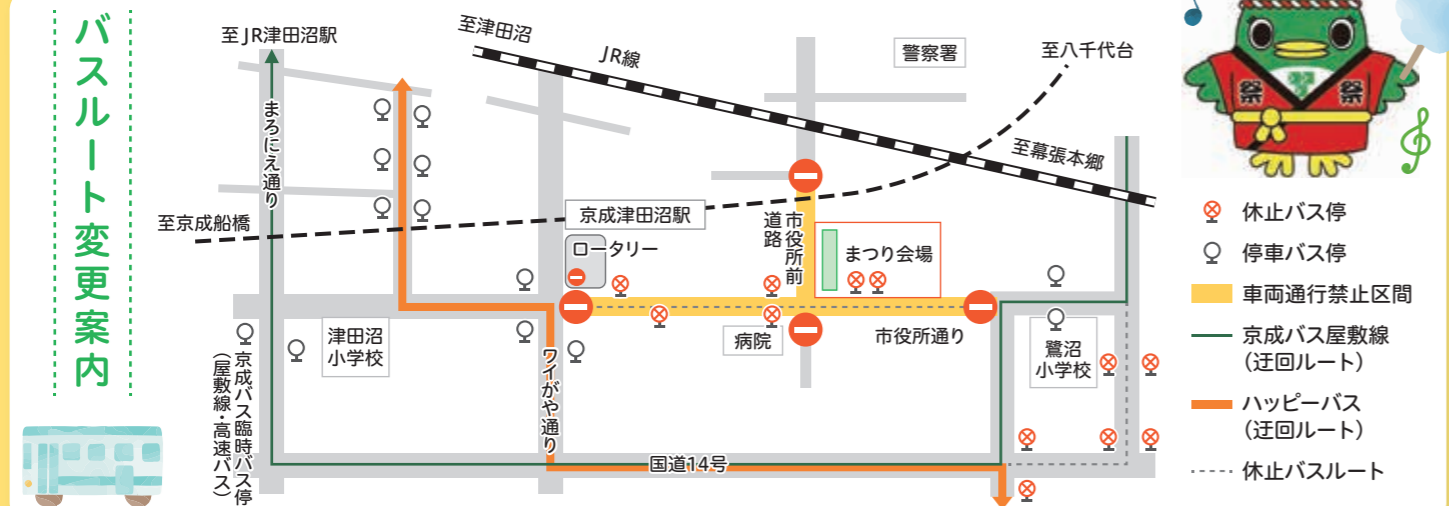 バスルート変更案内
至JR津田沼駅
至津田沼
JR線
警察署
至八千代台
まろにえ通り
至幕張本郷
至京成船橋
京成津田沼駅
ロータリー
市役所前
道路
まつり会場
津田沼
小学校
病院
市役所通り
鷺沼
小学校
ワイがや通り
京成バス臨時バス停
（屋敷線・高速バス）
国道14号
祭
祭
休止バス停
停車バス停
車両通行禁止区間
京成バス屋敷線
（迂回ルート）
ハッピーバス
（迂回ルート）
休止バスルート